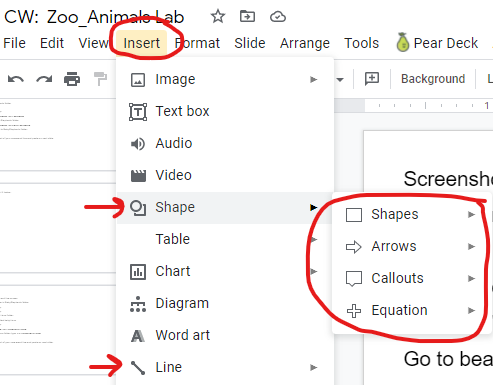 CW: Zoo_Animals Lab
File Edit View Insert Format Slide Arrange Tools Pear Deck
Background
Image
Text box
Audio
Video
Shape
Table
Chart
Diagram
Word art
Line
Shapes
Arrows
Callouts
Equation
Screensh
Go to bea